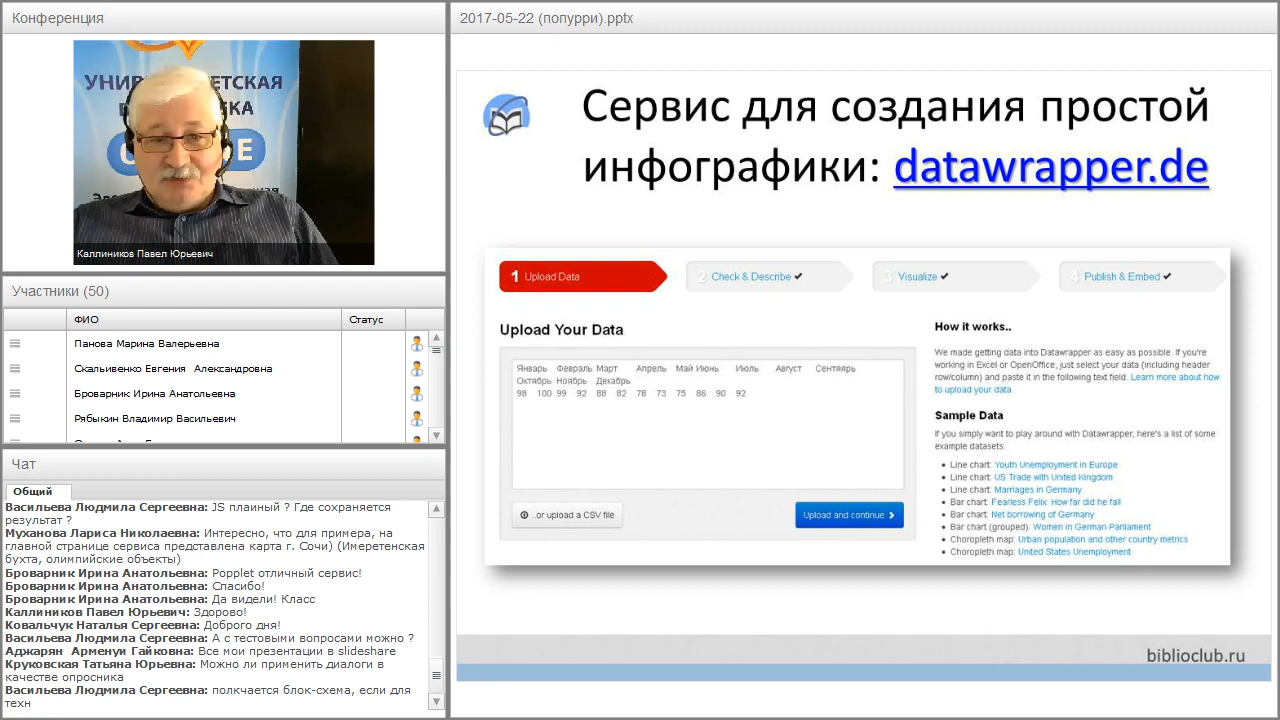 Конференция
УНИВ
ЕТСКАЯ
КА
Каллиников Павел Юрьевич
Участники (50)
ФИО
Статус
Панова Марина Валерьевна
Скальивенко Евгения Александровна
Броварник Ирина Анатольевна
Рябыкин Владимир Васильевич
Чат
Общий
Васильева Людмила Сергеевна: JS плагин ? Где хранится
результат ?
Муханова Лариса Николаевна: Интересно, что для примера, на
главной странице сервиса представлена карта г. Сочи) (Имеретенская
бухта, олимпийские объекты)
Броварник Ирина Анатольевна: Popplet отличный сервис!
Броварник Ирина Анатольевна: Спасибо!
Броварник Ирина Анатольевна: Да видели! Класс
Каллиников Павел Юрьевич: Здорово!
Ковальчук Наталья Сергеевна: Доброго дня!
Васильева Людмила Сергеевна: А с тестовыми вопросами можно ?
Аджарян Арменуи Гайковна: Все мои презентации в slideshare
Круковская Татьяна Юрьевна: Можно ли применить диалоги в
качестве опросника
Васильева Людмила Сергеевна: полкчается блок-схема, если для
техн
2017-05-22 (попурри).pptx
Сервис для создания простой
инфографики: datawrapper.de
1 Upload Data
2 Check & Describe
3 Visualize
4 Publish & Embed
Upload Your Data
Январь Февраль Март Апрель Май Июнь Июль Август Сентяярь
Октябрь Ноябрь Декабрь
98 100 99 92 88 82 78 73 75 86 90 92
..or upload a CSV file
Upload and continue
How it works..
We made getting data into Datawrapper as easy as possible. If you're
working in Excel or OpenOffice, just select your data (including header
row/column) and paste it in the following text field. Learn more about how
to upload your data.
Sample Data
If you simply want to play around with Datawrapper, here's a list of some
example datasets:
Line chart: Youth Unemployment in Europe
Line chart: US Trade with United Kingdom
Line chart: Marriages in Germany
Bar chart: Fearless Felix: How far did he fall
Bar chart: Net borrowing of Germany
Bar chart (grouped): Women in German Parliament
Choropleth map: Urban population and other country metrics
Choropleth map: United States Unemployment
biblioclub.ru